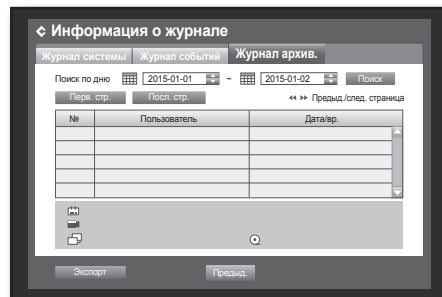 Информация о журнале
Журнал системы Журнал событий Журнал архив.
Поиск по дню 2015-01-01 ~ 2015-01-02 Поиск
Перв. стр. Посл. стр. Предыд./след. страница
№ Пользователь Дата/вр.
Экспорт Предыд.